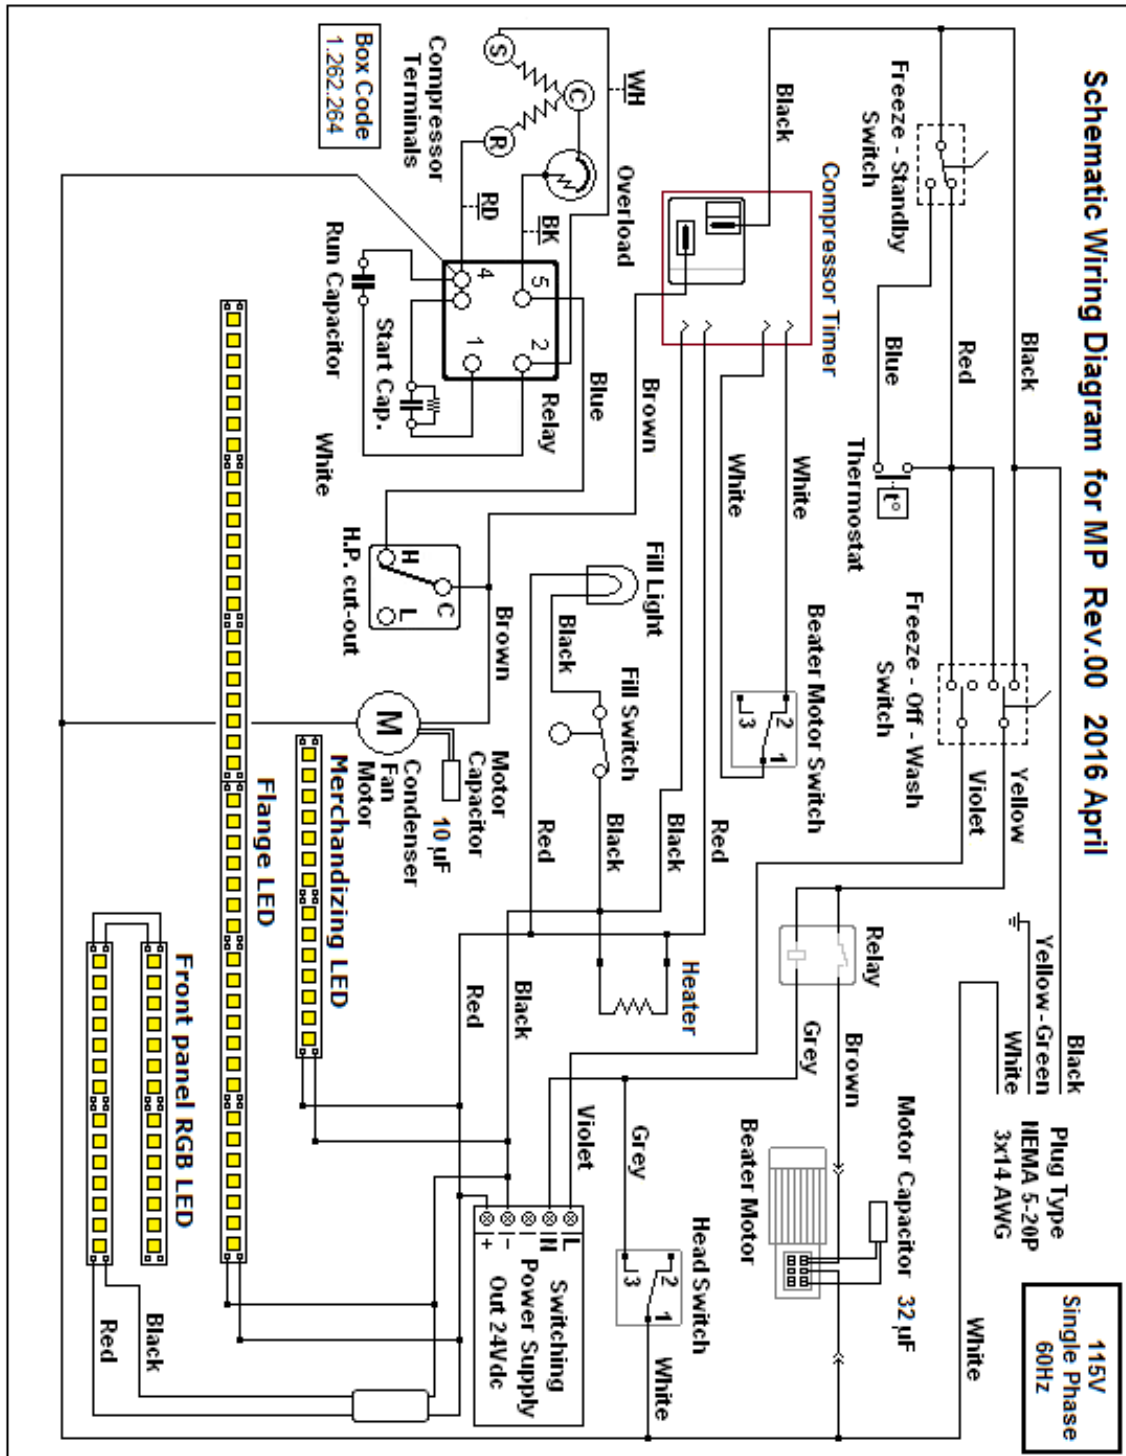 Schematic Wiring Diagram for MP Rev.00 2016 April
115V
Single Phase
60Hz
Plug Type
NEMA 5-20P
3x14 AWG
Black
Yellow-Green
White
White
Freeze - Standby
Switch
Black
Red
Blue
Thermostat
t°
Freeze - Off - Wash
Switch
Yellow
Violet
Black
Compressor Timer
White
White
Beater Motor Switch
2
3
1
Relay
Brown
Grey
Motor Capacitor 32 µF
Beater Motor
Head Switch
2
3
1
White
Grey
Violet
Box Code
1.262.264
Compressor
Terminals
S
C
R
WH
RD
BK
Overload
4
5
1
2
Relay
Run Capacitor
Start Cap.
White
Blue
Brown
H.P. cut-out
H
C
L
Brown
Fill Light
Black
Fill Switch
Black
Black
Red
Red
Heater
M
Condenser
Fan
Motor
Motor
Capacitor
10 µF
Merchandizing LED
Flange LED
Front panel RGB LED
Black
Red
L
N
-
+
Switching
Power Supply
Out 24Vdc
Black
Red